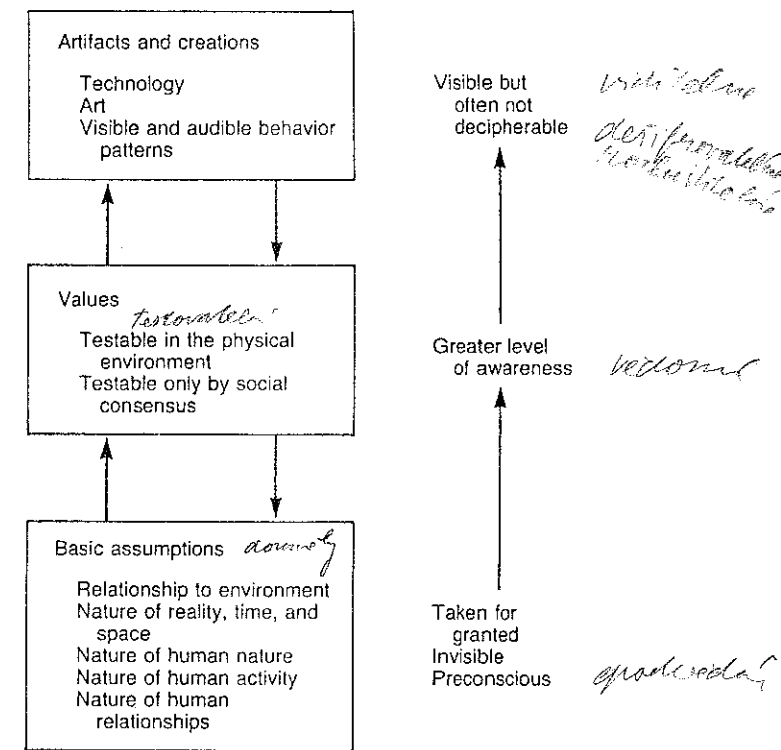 Artifacts and creations
Technology
Art
Visible and audible behavior
patterns
Visible but
often not
decipherable
Values
Testable in the physical
environment
Testable only by social
consensus
Greater level
of awareness
Basic assumptions
Relationship to environment
Nature of reality, time, and
space
Nature of human nature
Nature of human activity
Nature of human
relationships
Taken for
granted
Invisible
Preconscious